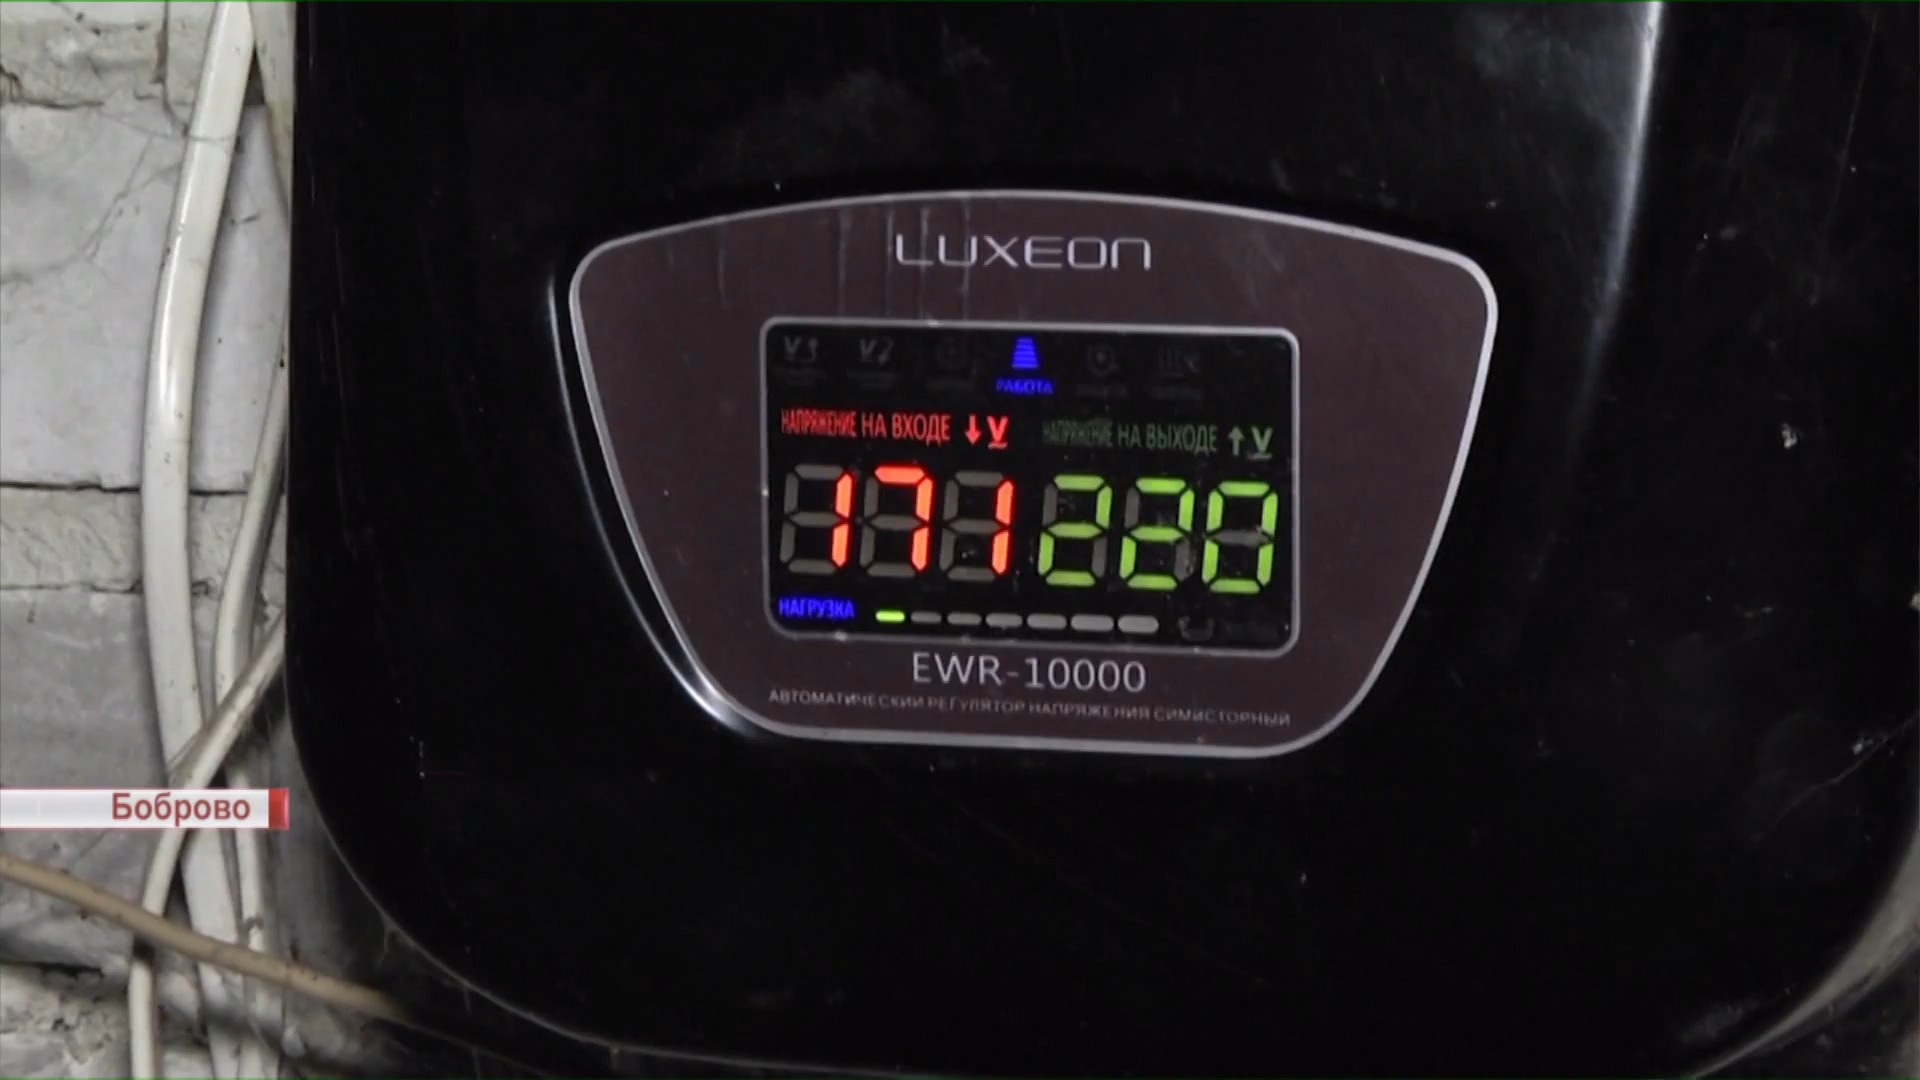 LUXEON
РАБОТА
НАПРЯЖЕНИЕ НА ВХОДЕ V
НАПРЯЖЕНИЕ НА ВЫХОДЕ V
171 220
НАГРУЗКА
EWR-10000
АВТОМАТИЧЕСКИЙ РЕГУЛЯТОР НАПРЯЖЕНИЯ СИМИСТОРНЫЙ
Боброво